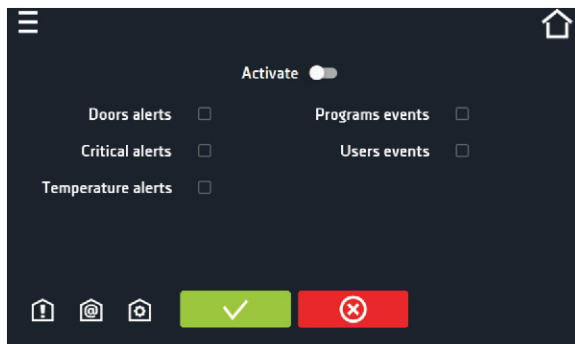 Activate
Doors alerts
Programs events
Critical alerts
Users events
Temperature alerts